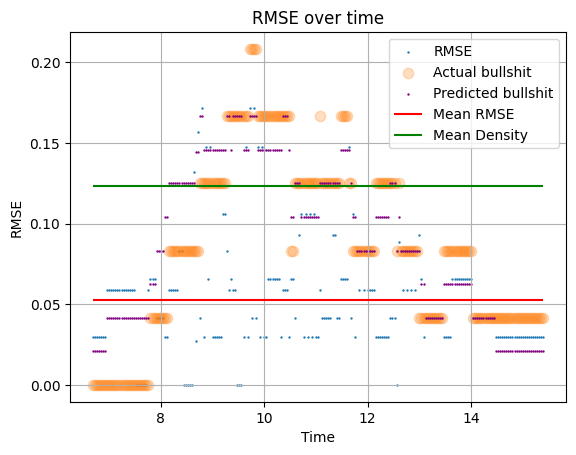 RMSE over time
RMSE
Actual bullshit
Predicted bullshit
Mean RMSE
Mean Density
0.20
0.15
0.10
0.05
0.00
RMSE
8
10
12
14
Time